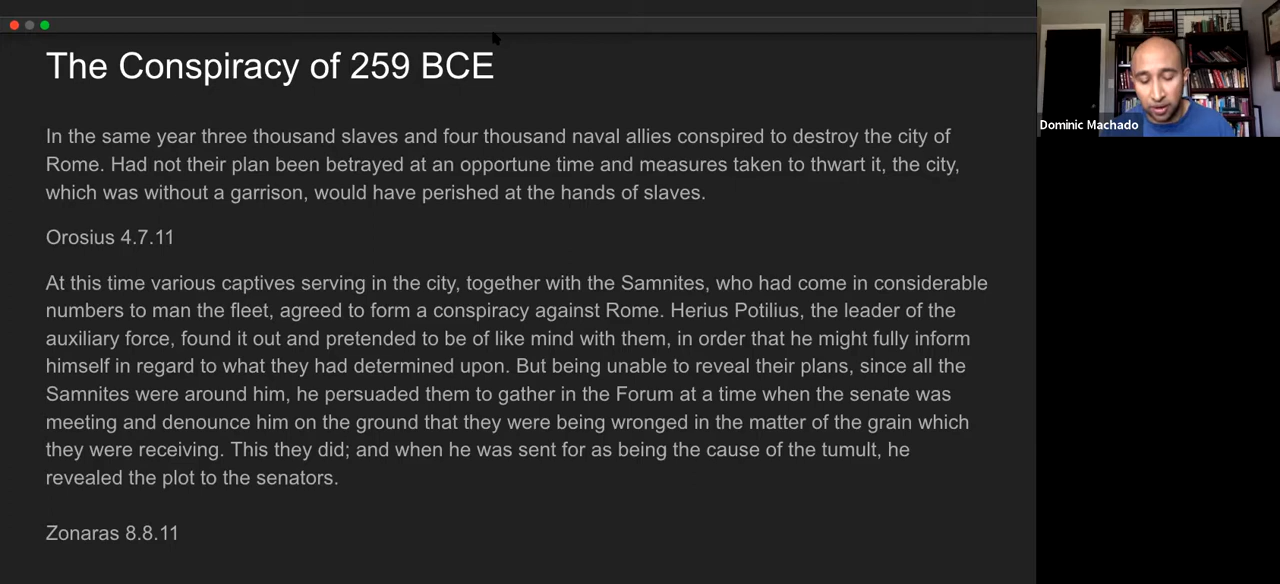 The Conspiracy of 259 BCE
In the same year three thousand slaves and four thousand naval allies conspired to destroy the city of
Rome. Had not their plan been betrayed at an opportune time and measures taken to thwart it, the city,
which was without a garrison, would have perished at the hands of slaves.
Orosius 4.7.11
At this time various captives serving in the city, together with the Samnites, who had come in considerable
numbers to man the fleet, agreed to form a conspiracy against Rome. Herius Potilius, the leader of the
auxiliary force, found it out and pretended to be of like mind with them, in order that he might fully inform
himself in regard to what they had determined upon. But being unable to reveal their plans, since all the
Samnites were around him, he persuaded them to gather in the Forum at a time when the senate was
meeting and denounce him on the ground that they were being wronged in the matter of the grain which
they were receiving. This they did; and when he was sent for as being the cause of the tumult, he
revealed the plot to the senators.
Zonaras 8.8.11
Dominic Machado